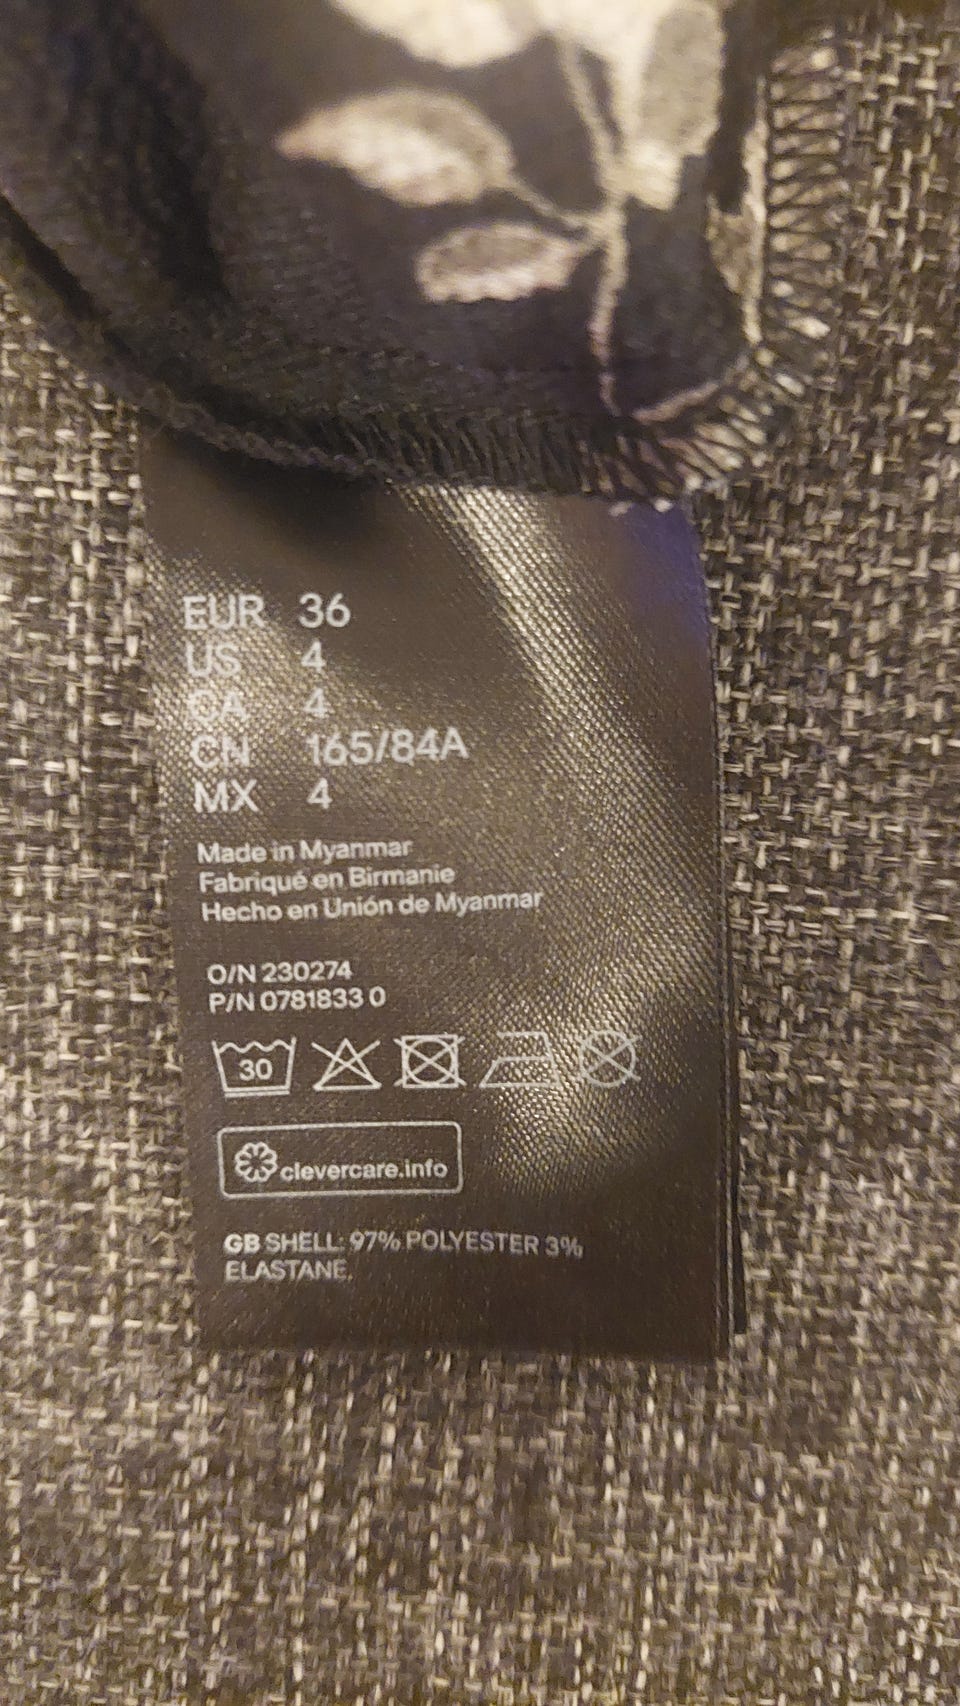 EUR 36
US 4
CA 4
CN 165/84A
MX 4
Made in Myanmar
Fabriqué en Birmanie
Hecho en Unión de Myanmar
O/N 230274
P/N 0781833 0
30
clevercare.info
GB SHELL: 97% POLYESTER 3%
ELASTANE.